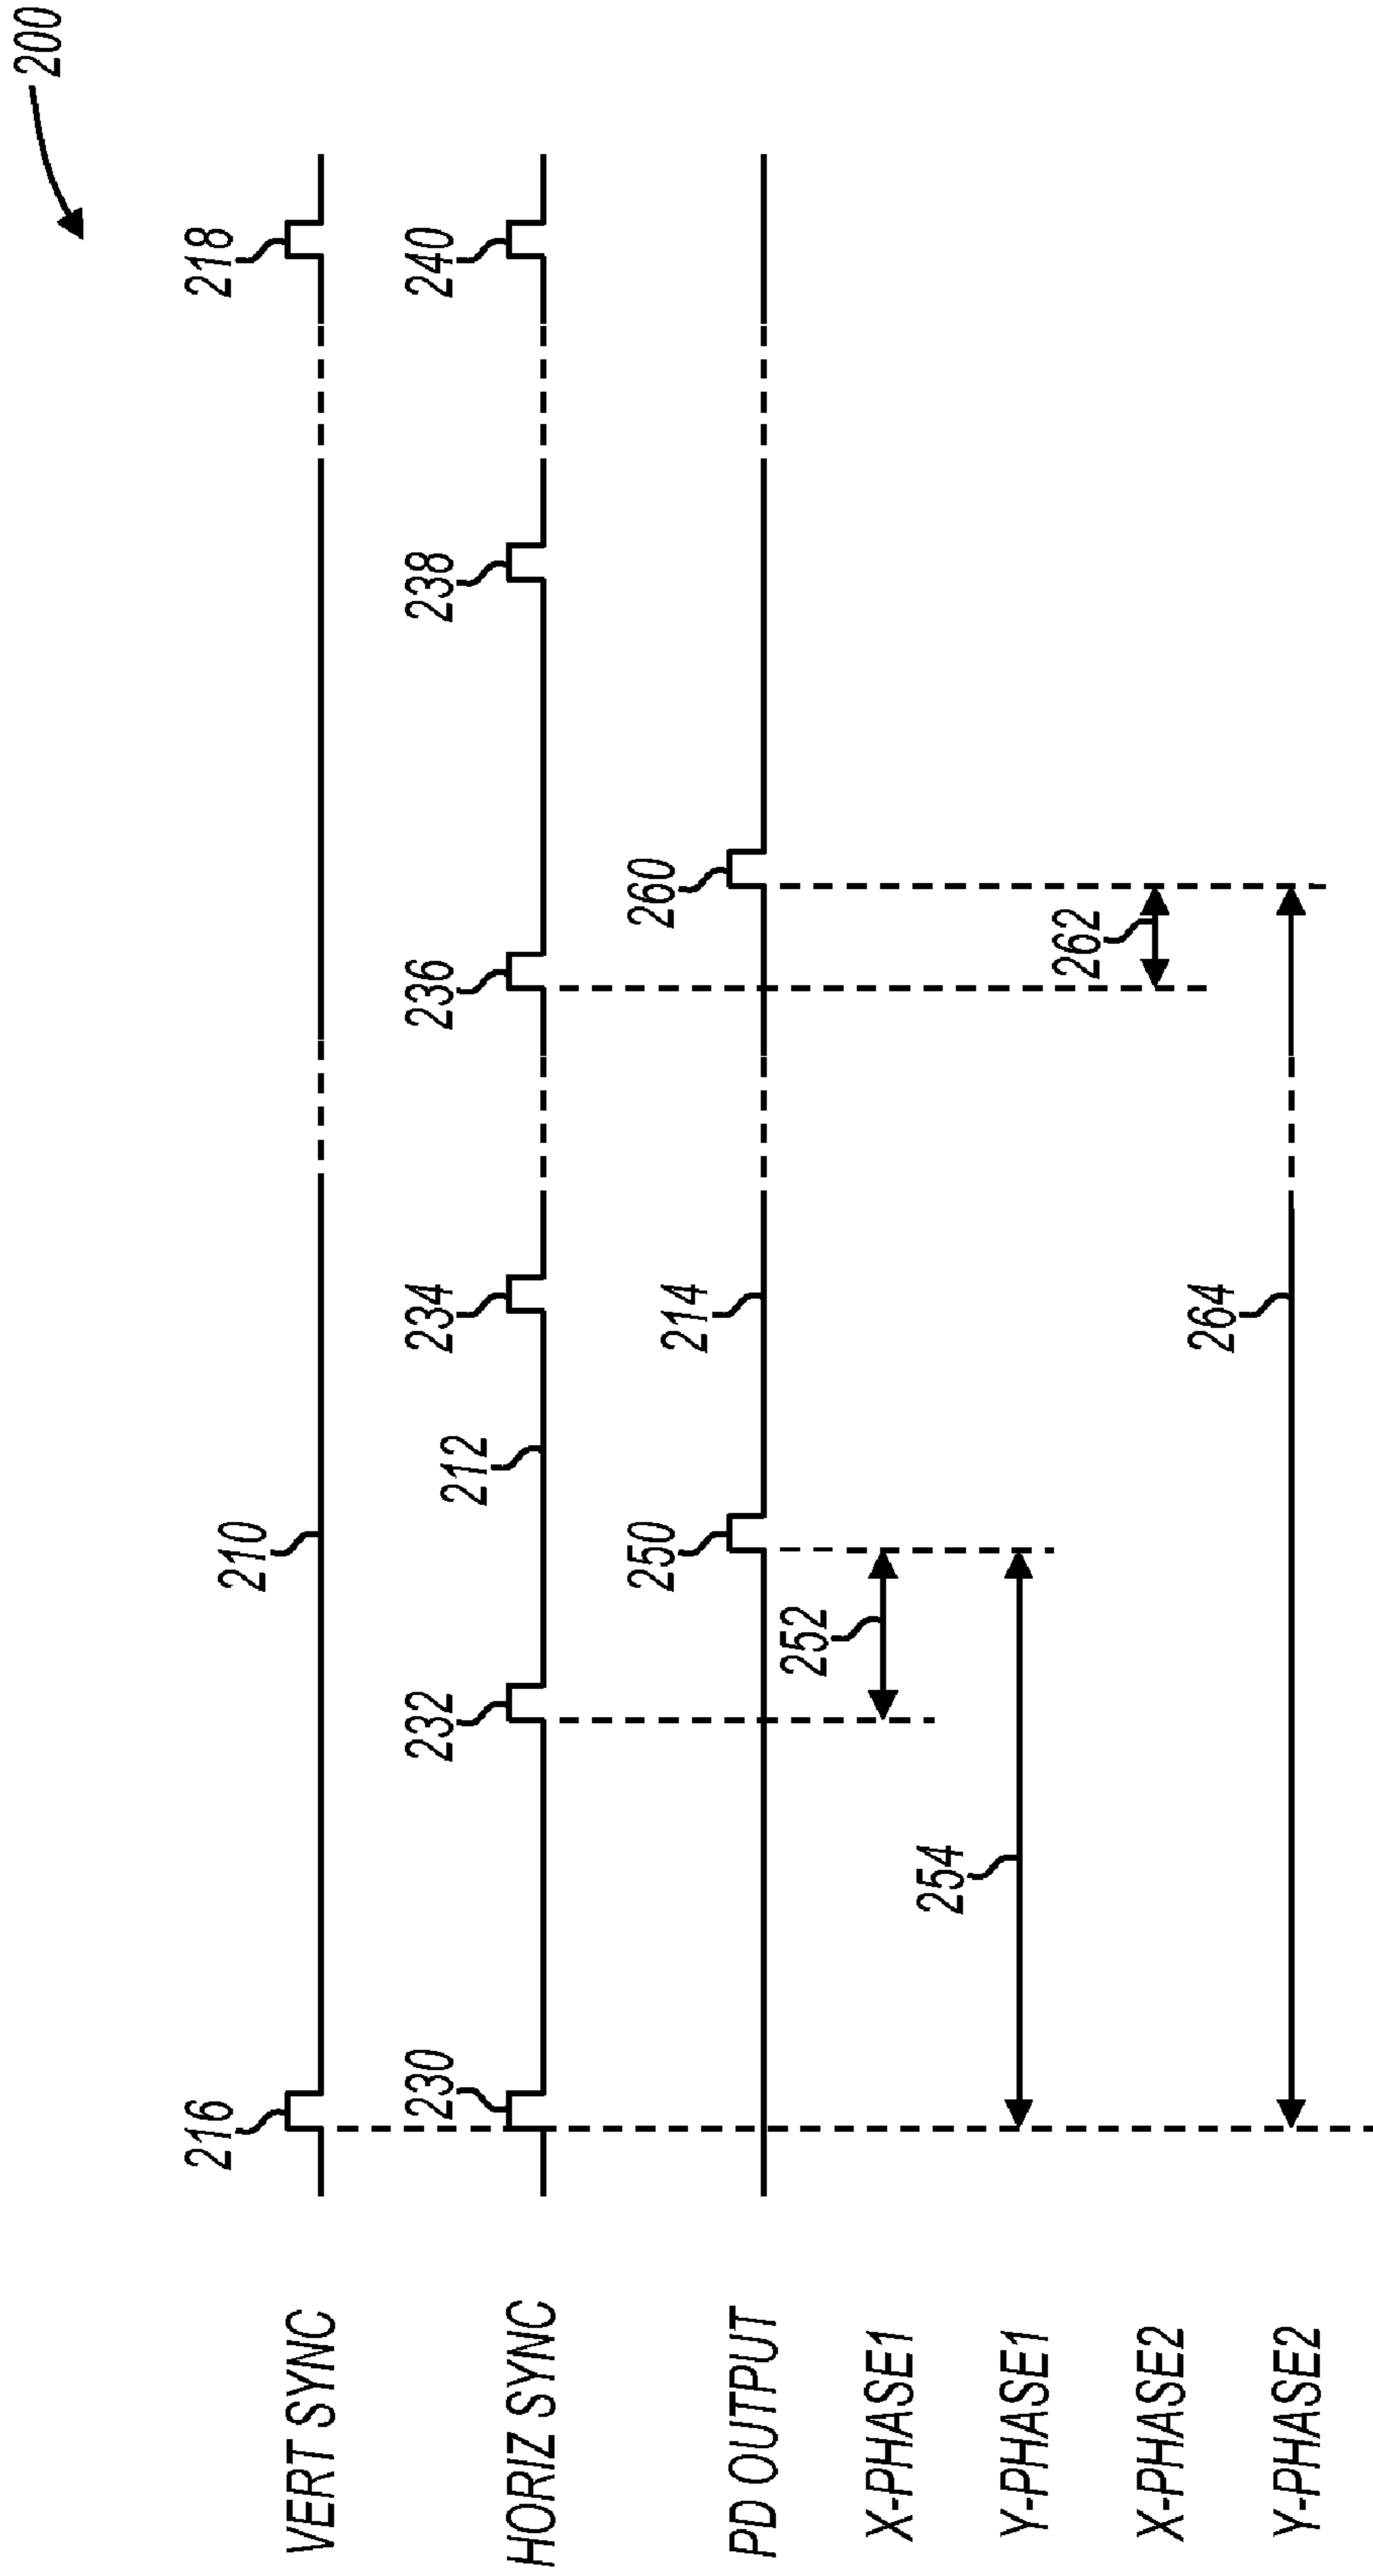 200
VERT SYNC
216
210
218
HORIZ SYNC
230
232
212
234
236
238
240
PD OUTPUT
250
214
260
X-PHASE1
252
Y-PHASE1
254
X-PHASE2
262
Y-PHASE2
264